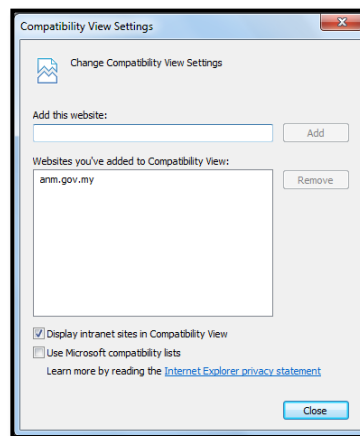 Compatibility View Settings
Change Compatibility View Settings
Add this website:
Add
Websites you've added to Compatibility View:
anm.gov.my
Remove
Display intranet sites in Compatibility View
Use Microsoft compatibility lists
Learn more by reading the Internet Explorer privacy statement
Close